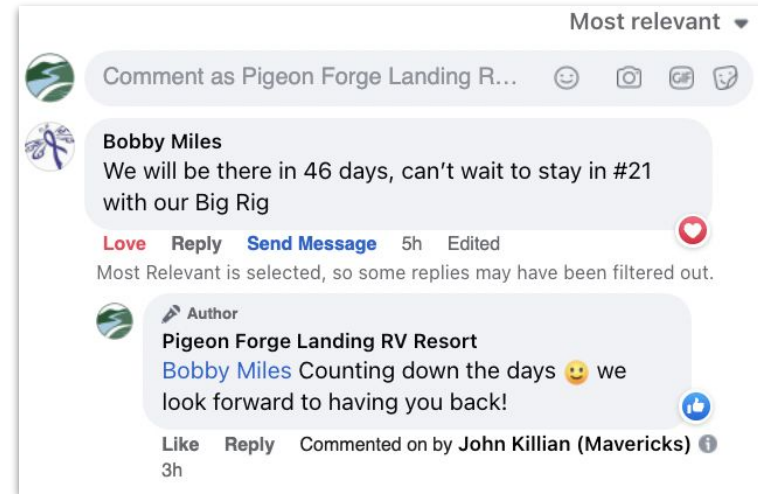 Most relevant
Comment as Pigeon Forge Landing R...
GIF
Bobby Miles
We will be there in 46 days, can’t wait to stay in #21
with our Big Rig
Love Reply Send Message 5h Edited
Most Relevant is selected, so some replies may have been filtered out.
Author
Pigeon Forge Landing RV Resort
Bobby Miles Counting down the days 🙂 we
look forward to having you back!
Like Reply Commented on by John Killian (Mavericks)
3h